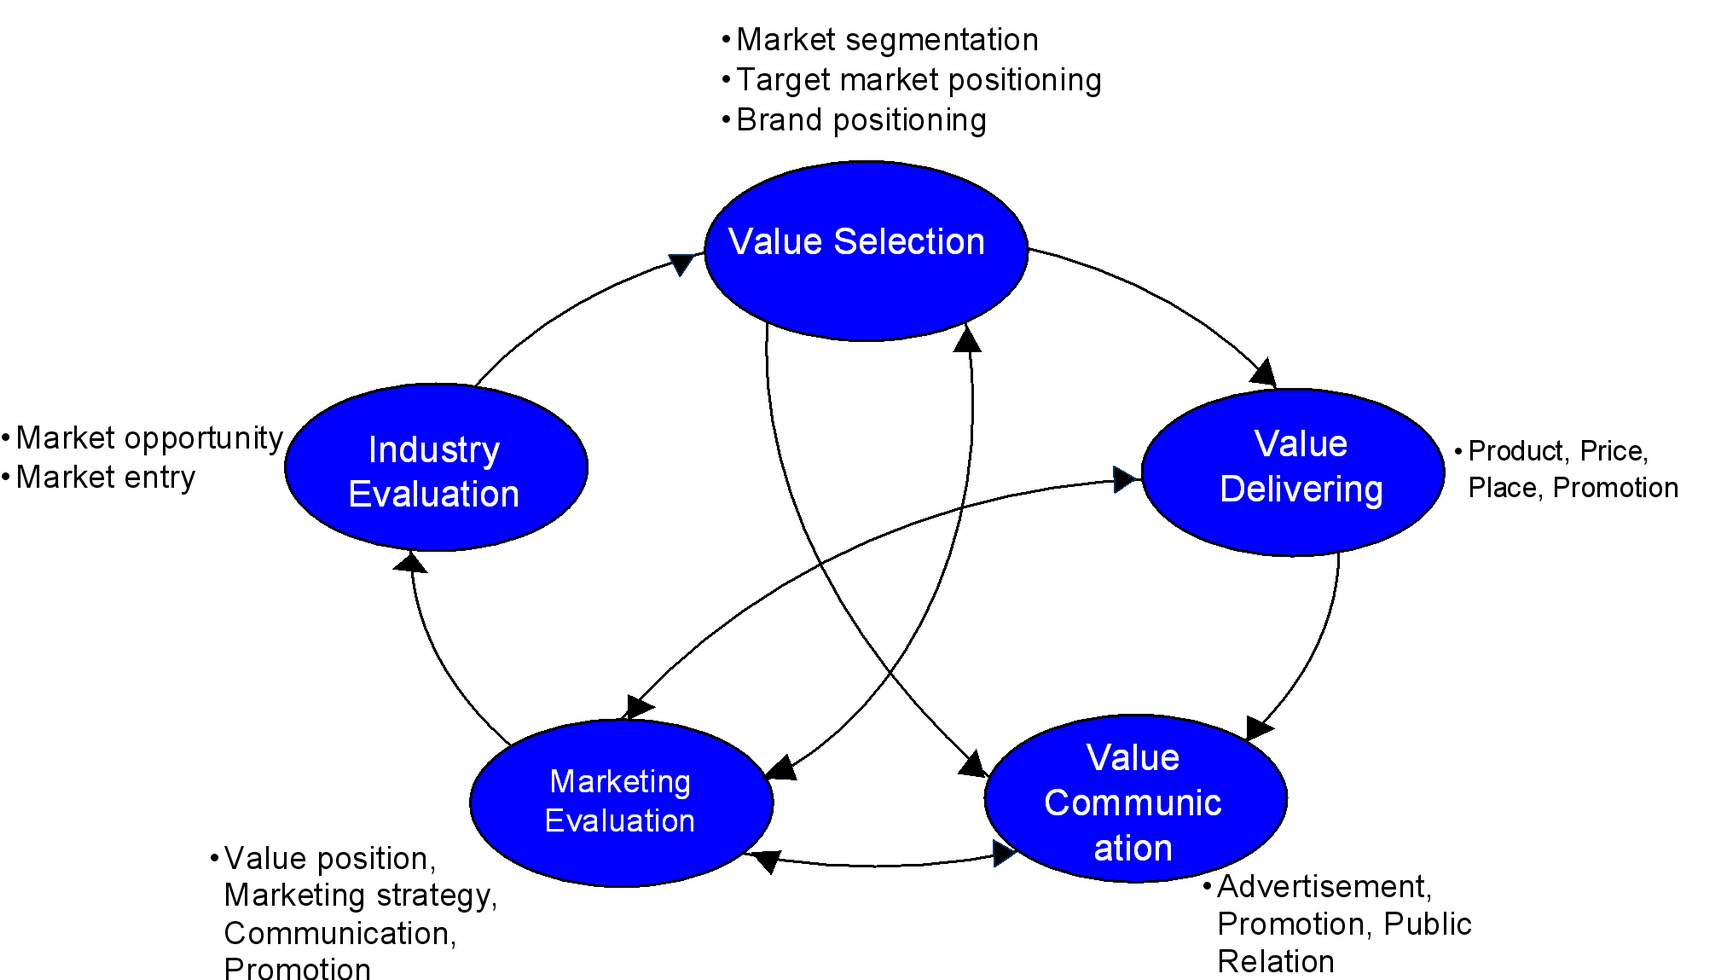 •Market segmentation
•Target market positioning
•Brand positioning
Value Selection
•Market opportunity
•Market entry
Industry
Evaluation
Value
Delivering
•Product, Price,
Place, Promotion
Marketing
Evaluation
Value
Communic
ation
•Value position,
Marketing strategy,
Communication,
Promotion
•Advertisement,
Promotion, Public
Relation